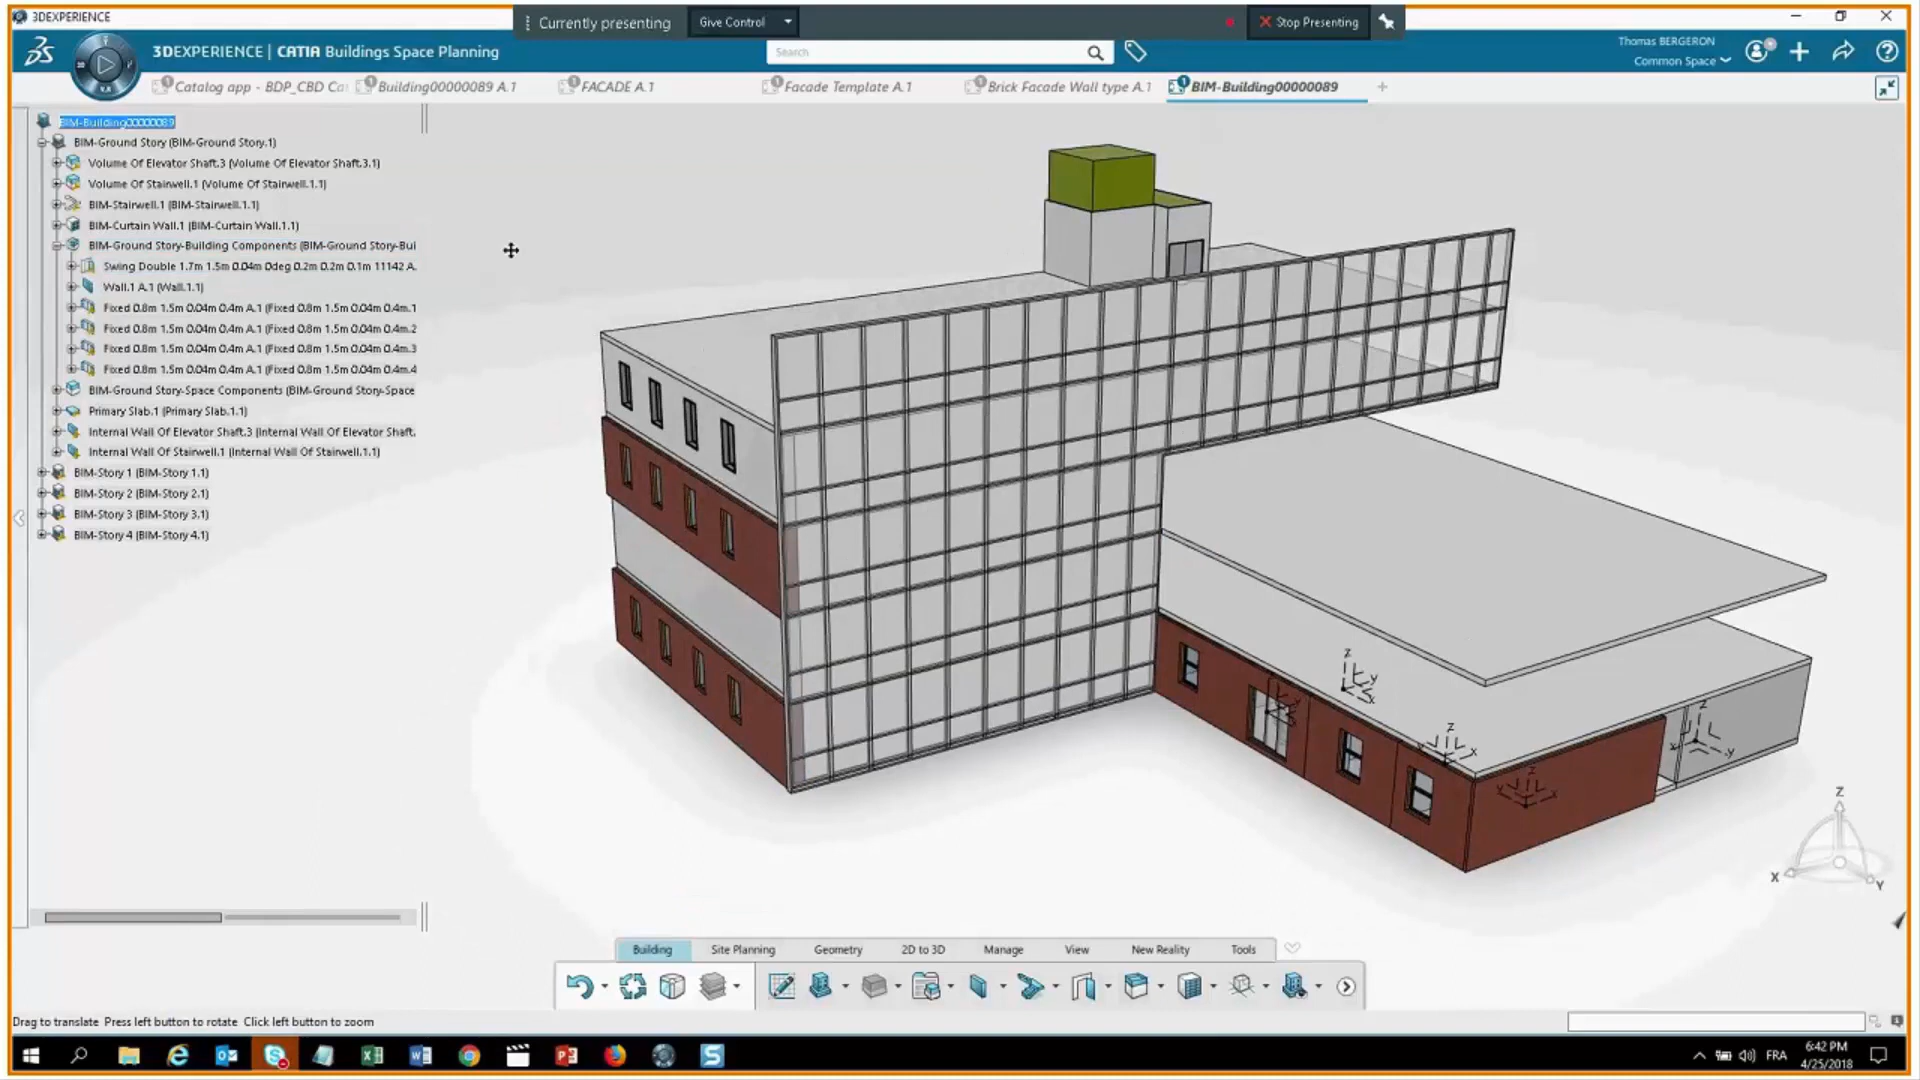 3DEXPERIENCE
Currently presenting
Give Control
Stop Presenting
3DEXPERIENCE | CATIA Buildings Space Planning
Search
Thomas BERGERON
Common Space
Catalog app - BDP_CBD Ca
Building00000089 A.1
FACADE A.1
Facade Template A.1
Brick Facade Wall type A.1
BIM-Building00000089
BIM-Building00000089
BIM-Ground Story (BIM-Ground Story.1)
Volume Of Elevator Shaft.3 (Volume Of Elevator Shaft.3.1)
Volume Of Stairwell.1 (Volume Of Stairwell.1.1)
BIM-Stairwell.1 (BIM-Stairwell.1.1)
BIM-Curtain Wall.1 (BIM-Curtain Wall.1.1)
BIM-Ground Story-Building Components (BIM-Ground Story-Bui
Swing Double 1.7m 1.5m 0.04m 0deg 0.2m 0.2m 0.1m 11142 A.
Wall.1 A.1 (Wall.1.1)
Fixed 0.8m 1.5m 0.04m 0.4m A.1 (Fixed 0.8m 1.5m 0.04m 0.4m.1
Fixed 0.8m 1.5m 0.04m 0.4m A.1 (Fixed 0.8m 1.5m 0.04m 0.4m.2
Fixed 0.8m 1.5m 0.04m 0.4m A.1 (Fixed 0.8m 1.5m 0.04m 0.4m.3
Fixed 0.8m 1.5m 0.04m 0.4m A.1 (Fixed 0.8m 1.5m 0.04m 0.4m.4
BIM-Ground Story-Space Components (BIM-Ground Story-Space
Primary Slab.1 (Primary Slab.1.1)
Internal Wall Of Elevator Shaft.3 (Internal Wall Of Elevator Shaft.
Internal Wall Of Stairwell.1 (Internal Wall Of Stairwell.1.1)
BIM-Story 1 (BIM-Story 1.1)
BIM-Story 2 (BIM-Story 2.1)
BIM-Story 3 (BIM-Story 3.1)
BIM-Story 4 (BIM-Story 4.1)
Z
X
Y
Building
Site Planning
Geometry
2D to 3D
Manage
View
New Reality
Tools
Drag to translate Press left button to rotate Click left button to zoom
FRA
6:42 PM
4/25/2018